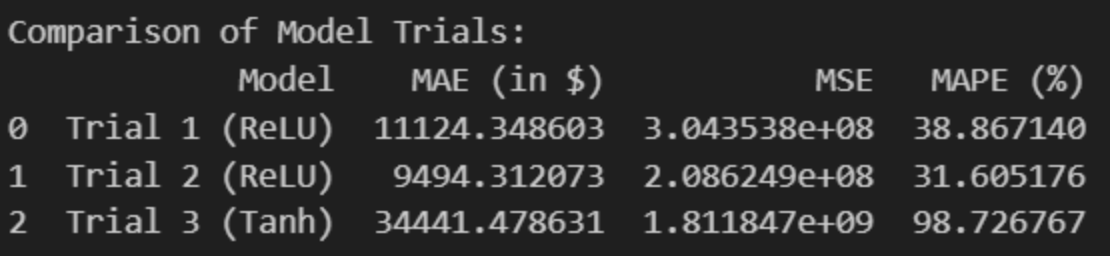 Comparison of Model Trials:
Model MAE (in $) MSE MAPE (%)
0 Trial 1 (ReLU) 11124.348603 3.043538e+08 38.867140
1 Trial 2 (ReLU) 9494.312073 2.086249e+08 31.605176
2 Trial 3 (Tanh) 34441.478631 1.811847e+09 98.726767